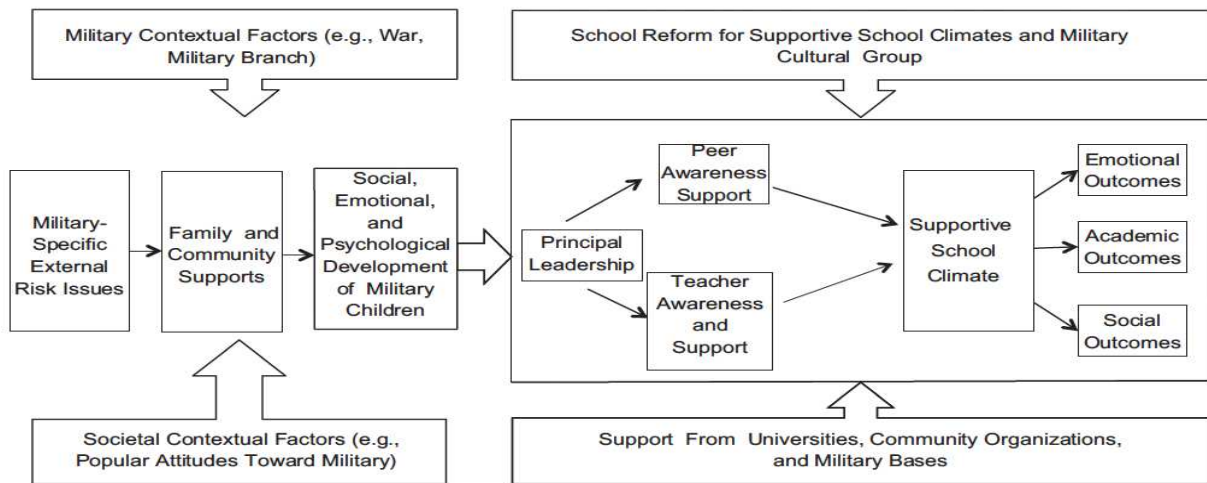 Military Contextual Factors (e.g., War,
Military Branch)
School Reform for Supportive School Climates and Military
Cultural Group
Military-
Specific
External
Risk Issues
Family and
Community
Supports
Social,
Emotional,
and
Psychological
Development
of Military
Children
Principal
Leadership
Peer
Awareness
Support
Teacher
Awareness
and
Support
Supportive
School
Climate
Emotional
Outcomes
Academic
Outcomes
Social
Outcomes
Societal Contextual Factors (e.g.,
Popular Attitudes Toward Military)
Support From Universities, Community Organizations,
and Military Bases